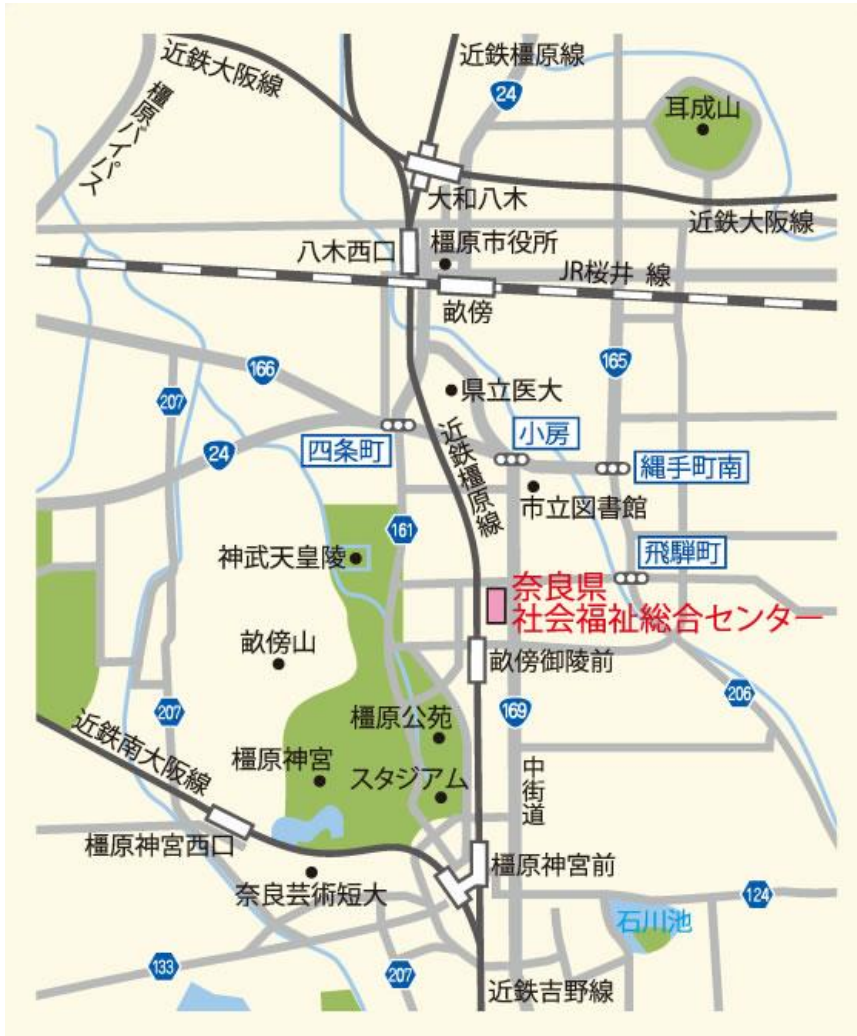 近鉄大阪線
橿原バイパス
近鉄橿原線
24
耳成山
大和八木
近鉄大阪線
八木西口
橿原市役所
JR桜井 線
畝傍
166
165
207
県立医大
四条町
小房
24
近鉄橿原線
縄手町南
市立図書館
161
神武天皇陵
飛騨町
奈良県
社会福祉総合センター
畝傍山
畝傍御陵前
206
207
169
近鉄南大阪線
橿原公苑
橿原神宮
スタジアム
中街道
橿原神宮西口
橿原神宮前
奈良芸術短大
124
石川池
133
207
近鉄吉野線